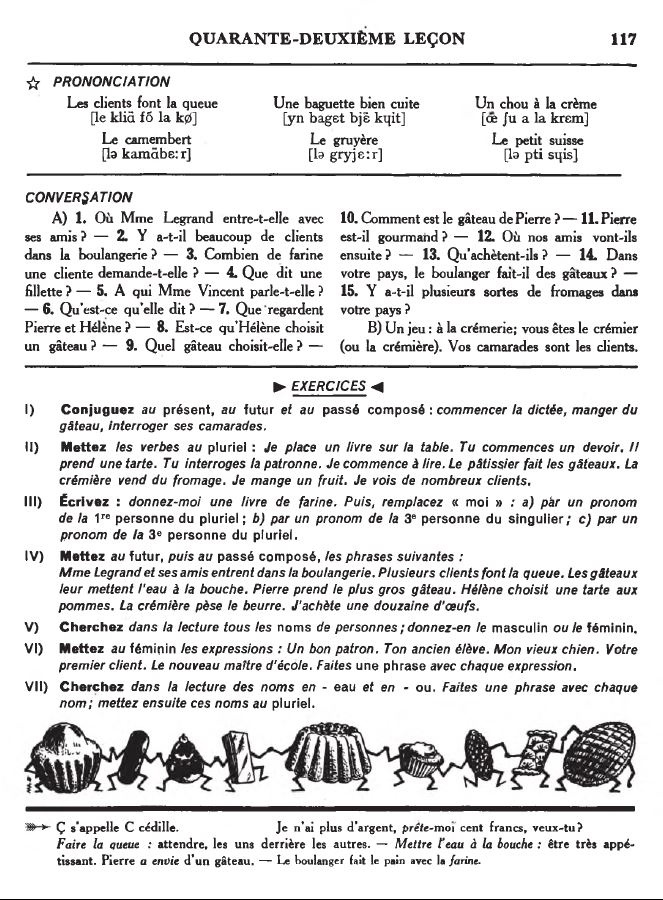 QUARANTE-DEUXIÈME LEÇON 117
☆ PRONONCIATION
Les clients font la queue
[le kliɑ̃ fɔ̃ la kø]
Une baguette bien cuite
[yn bagɛt bjɛ̃ kɥit]
Un chou à la crème
[œ̃ ʃu a la krɛm]
Le camembert
[lə kamɑ̃bɛ:r]
Le gruyère
[lə gryjɛ:r]
Le petit suisse
[lə pti sɥis]
CONVERSATION
A) 1. Où Mme Legrand entre-t-elle avec
ses amis ? — 2. Y a-t-il beaucoup de clients
dans la boulangerie ? — 3. Combien de farine
une cliente demande-t-elle ? — 4. Que dit une
fillette ? — 5. A qui Mme Vincent parle-t-elle ?
— 6. Qu'est-ce qu'elle dit ? — 7. Que regardent
Pierre et Hélène ? — 8. Est-ce qu'Hélène choisit
un gâteau ? — 9. Quel gâteau choisit-elle ? —
10. Comment est le gâteau de Pierre ? — 11. Pierre
est-il gourmand ? — 12. Où nos amis vont-ils
ensuite ? — 13. Qu'achètent-ils ? — 14. Dans
votre pays, le boulanger fait-il des gâteaux ? —
15. Y a-t-il plusieurs sortes de fromages dans
votre pays ?
B) Un jeu : à la crémerie; vous êtes le crémier
(ou la crémière). Vos camarades sont les clients.
► EXERCICES ◄
I) Conjuguez au présent, au futur et au passé composé : commencer la dictée, manger du
gâteau, interroger ses camarades.
II) Mettez les verbes au pluriel : Je place un livre sur la table. Tu commences un devoir. Il
prend une tarte. Tu interroges la patronne. Je commence à lire. Le pâtissier fait les gâteaux. La
crémière vend du fromage. Je mange un fruit. Je vois de nombreux clients.
III) Écrivez : donnez-moi une livre de farine. Puis, remplacez « moi » : a) par un pronom
de la 1re personne du pluriel ; b) par un pronom de la 3e personne du singulier ; c) par un
pronom de la 3e personne du pluriel.
IV) Mettez au futur, puis au passé composé, les phrases suivantes :
Mme Legrand et ses amis entrent dans la boulangerie. Plusieurs clients font la queue. Les gâteaux
leur mettent l'eau à la bouche. Pierre prend le plus gros gâteau. Hélène choisit une tarte aux
pommes. La crémière pèse le beurre. J'achète une douzaine d'œufs.
V) Cherchez dans la lecture tous les noms de personnes ; donnez-en le masculin ou le féminin.
VI) Mettez au féminin les expressions : Un bon patron. Ton ancien élève. Mon vieux chien. Votre
premier client. Le nouveau maître d'école. Faites une phrase avec chaque expression.
VII) Cherchez dans la lecture des noms en - eau et en - ou. Faites une phrase avec chaque
nom ; mettez ensuite ces noms au pluriel.
Ç s'appelle C cédille. Je n'ai plus d'argent, prête-moi cent francs, veux-tu?
Faire la queue : attendre, les uns derrière les autres. — Mettre l'eau à la bouche : être très appé-
tissant. Pierre a envie d'un gâteau. — Le boulanger fait le pain avec la farine.